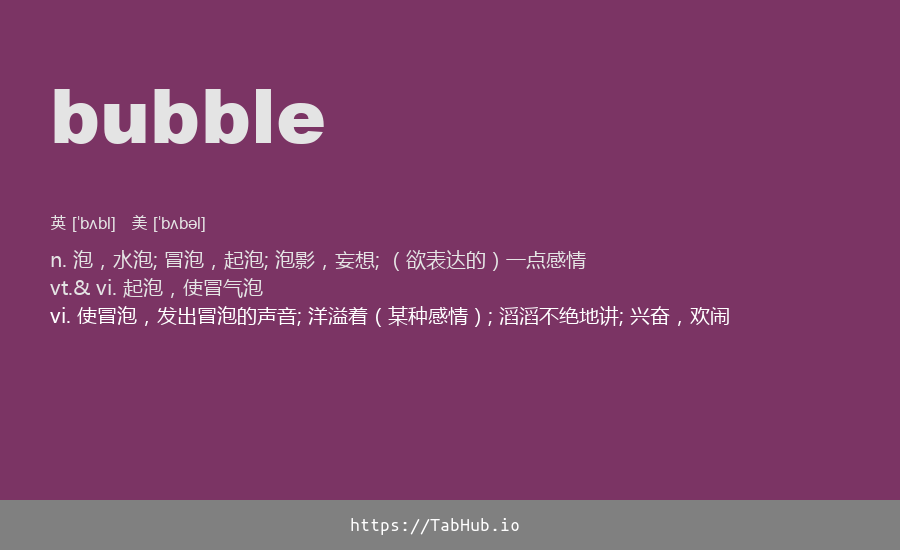 bubble
英 [ˈbʌbl] 美 [ˈbʌbəl]
n. 泡，水泡; 冒泡，起泡; 泡影，妄想; （欲表达的）一点感情
vt.& vi. 起泡，使冒气泡
vi. 使冒泡，发出冒泡的声音; 洋溢着（某种感情）; 滔滔不绝地讲; 兴奋，欢闹
https://TabHub.io